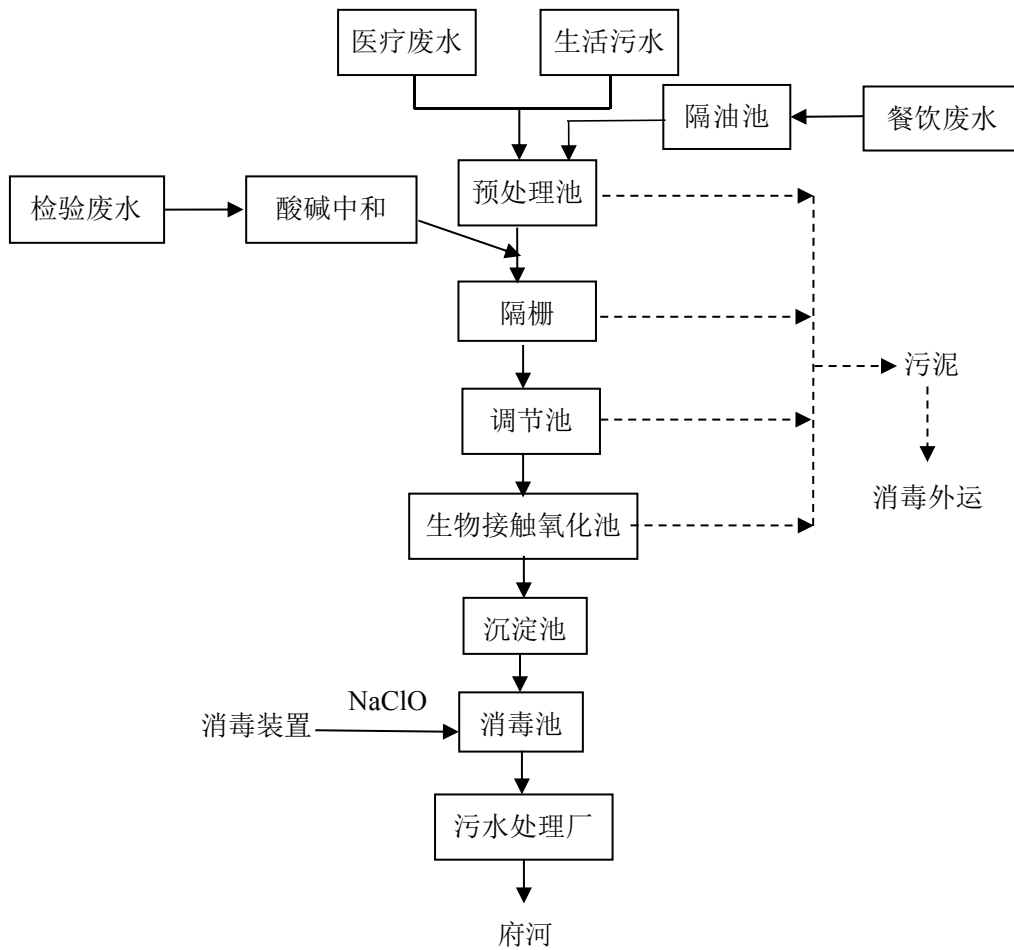 医疗废水
生活污水
隔油池
餐饮废水
检验废水
酸碱中和
预处理池
隔栅
调节池
污泥
生物接触氧化池
消毒外运
沉淀池
NaClO
消毒装置
消毒池
污水处理厂
府河